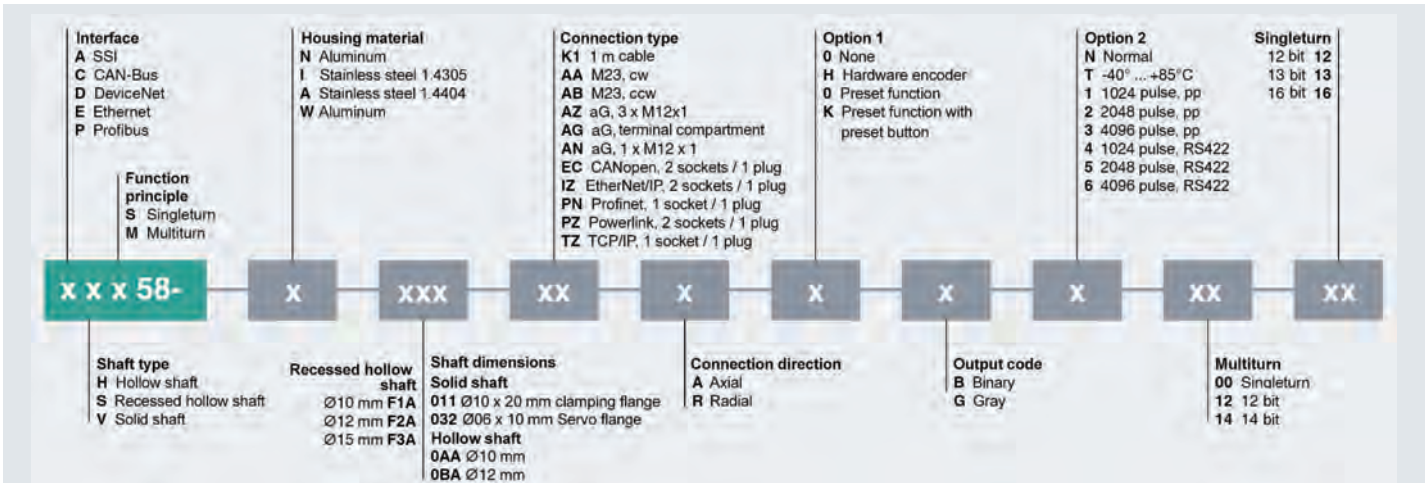 Interface
A SSI
C CAN-Bus
D DeviceNet
E Ethernet
P Profibus
Function
principle
S Singleturn
M Multiturn
Housing material
N Aluminum
I Stainless steel 1.4305
A Stainless steel 1.4404
W Aluminum
Connection type
K1 1 m cable
AA M23, cw
AB M23, ccw
AZ aG, 3 x M12x1
AG aG, terminal compartment
AN aG, 1 x M12 x 1
EC CANopen, 2 sockets / 1 plug
IZ EtherNet/IP, 2 sockets / 1 plug
PN Profinet, 1 socket / 1 plug
PZ Powerlink, 2 sockets / 1 plug
TZ TCP/IP, 1 socket / 1 plug
Option 1
0 None
H Hardware encoder
0 Preset function
K Preset function with
preset button
Option 2
N Normal
T -40° ... +85°C
1 1024 pulse, pp
2 2048 pulse, pp
3 4096 pulse, pp
4 1024 pulse, RS422
5 2048 pulse, RS422
6 4096 pulse, RS422
Singleturn
12 bit 12
13 bit 13
16 bit 16
x x x 58- x xxx xx x x x x xx xx
Shaft type
H Hollow shaft
S Recessed hollow shaft
V Solid shaft
Recessed hollow
shaft
Ø10 mm F1A
Ø12 mm F2A
Ø15 mm F3A
Shaft dimensions
Solid shaft
011 Ø10 x 20 mm clamping flange
032 Ø06 x 10 mm Servo flange
Hollow shaft
0AA Ø10 mm
0BA Ø12 mm
Connection direction
A Axial
R Radial
Output code
B Binary
G Gray
Multiturn
00 Singleturn
12 12 bit
14 14 bit